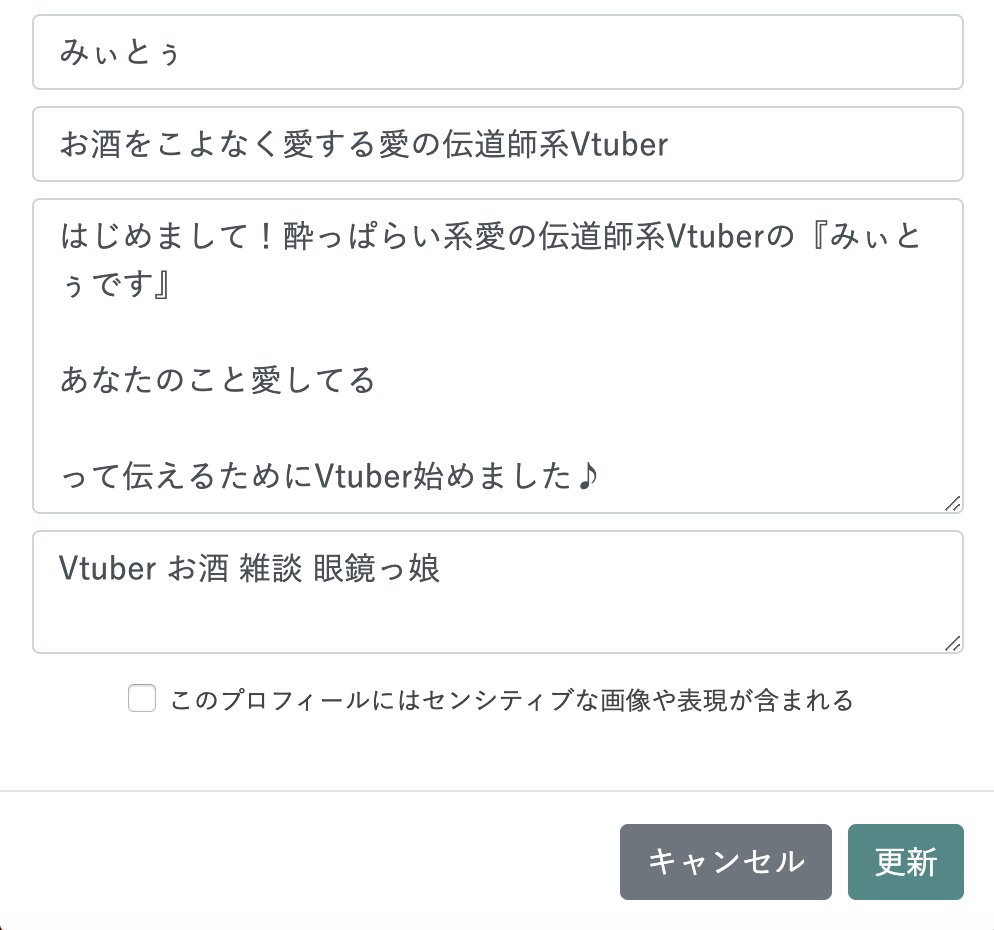 みぃとぅ
お酒をこよなく愛する愛の伝道師系Vtuber
はじめまして！酔っぱらい系愛の伝道師系Vtuberの『みぃと
ぅです』
あなたのこと愛してる
って伝えるためにVtuber始めました♪
Vtuber お酒 雑談 眼鏡っ娘
このプロフィールにはセンシティブな画像や表現が含まれる
キャンセル
更新